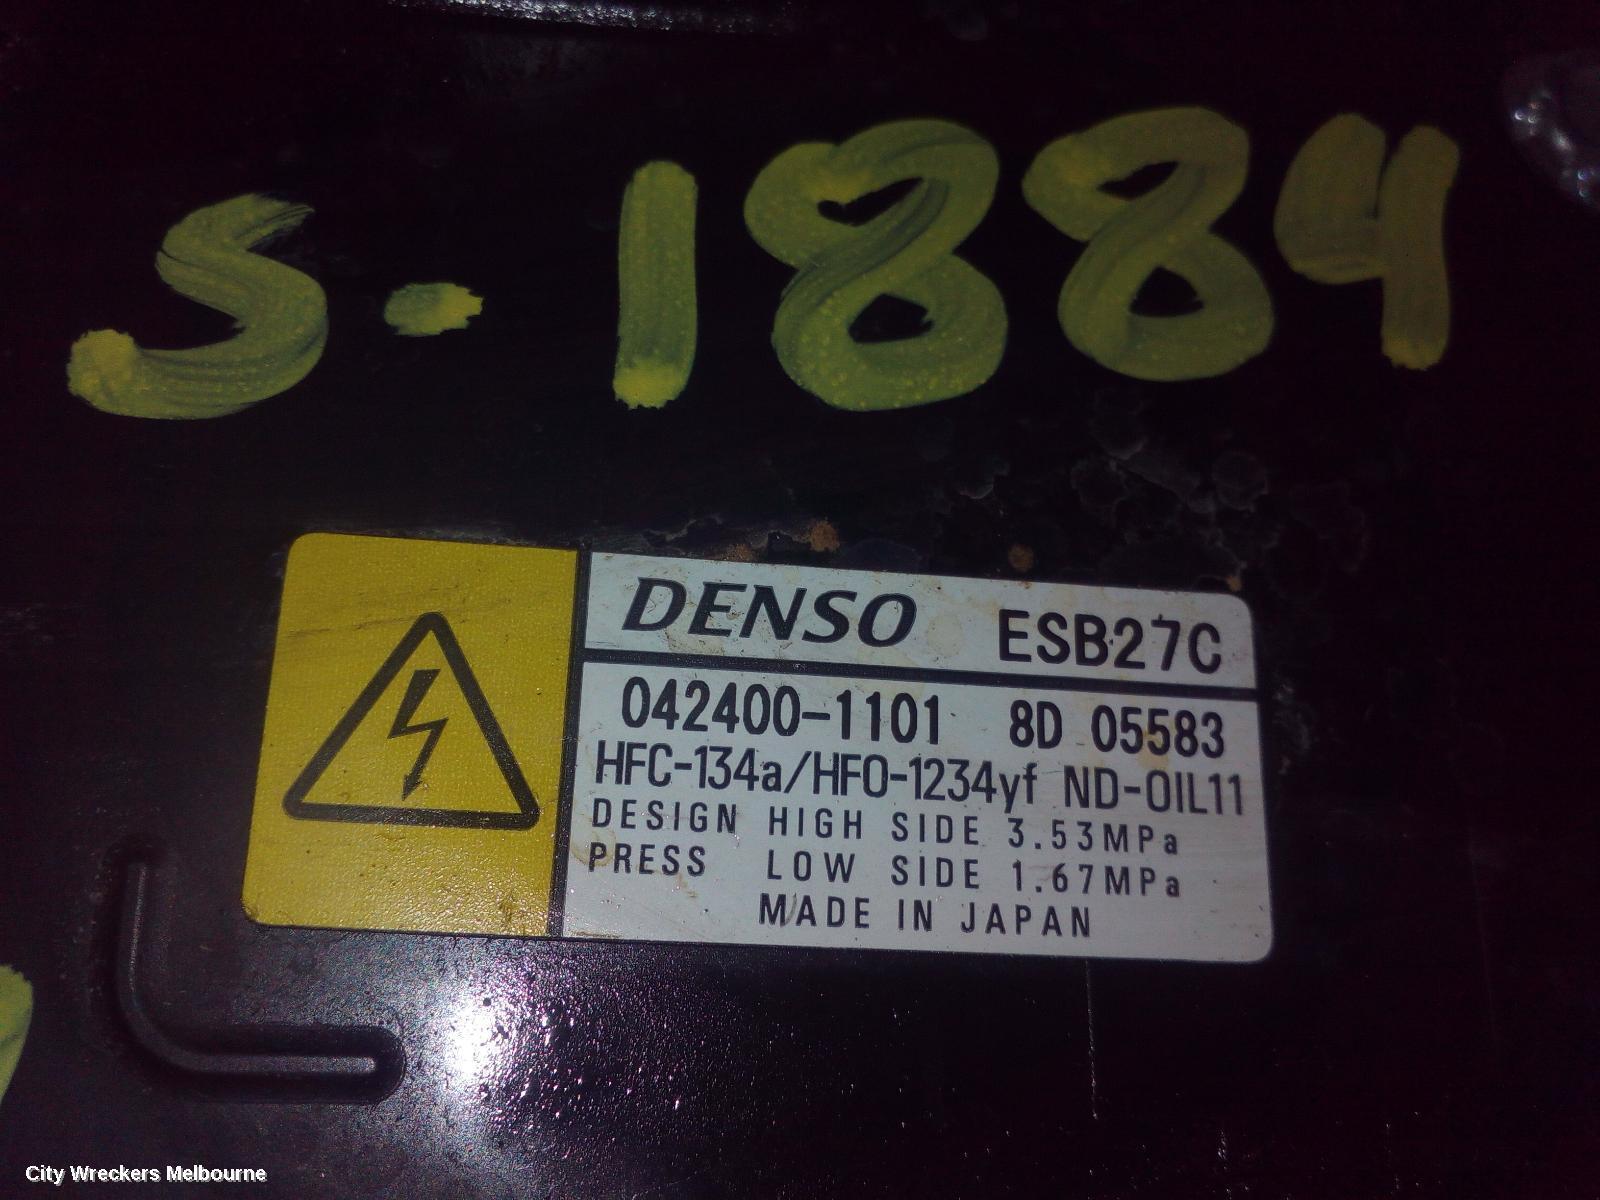 S-1884
DENSO ESB27C
042400-1101 8D 05583
HFC-134a/HFO-1234yf ND-OIL11
DESIGN HIGH SIDE 3.53MPa
PRESS LOW SIDE 1.67MPa
MADE IN JAPAN
City Wreckers Melbourne